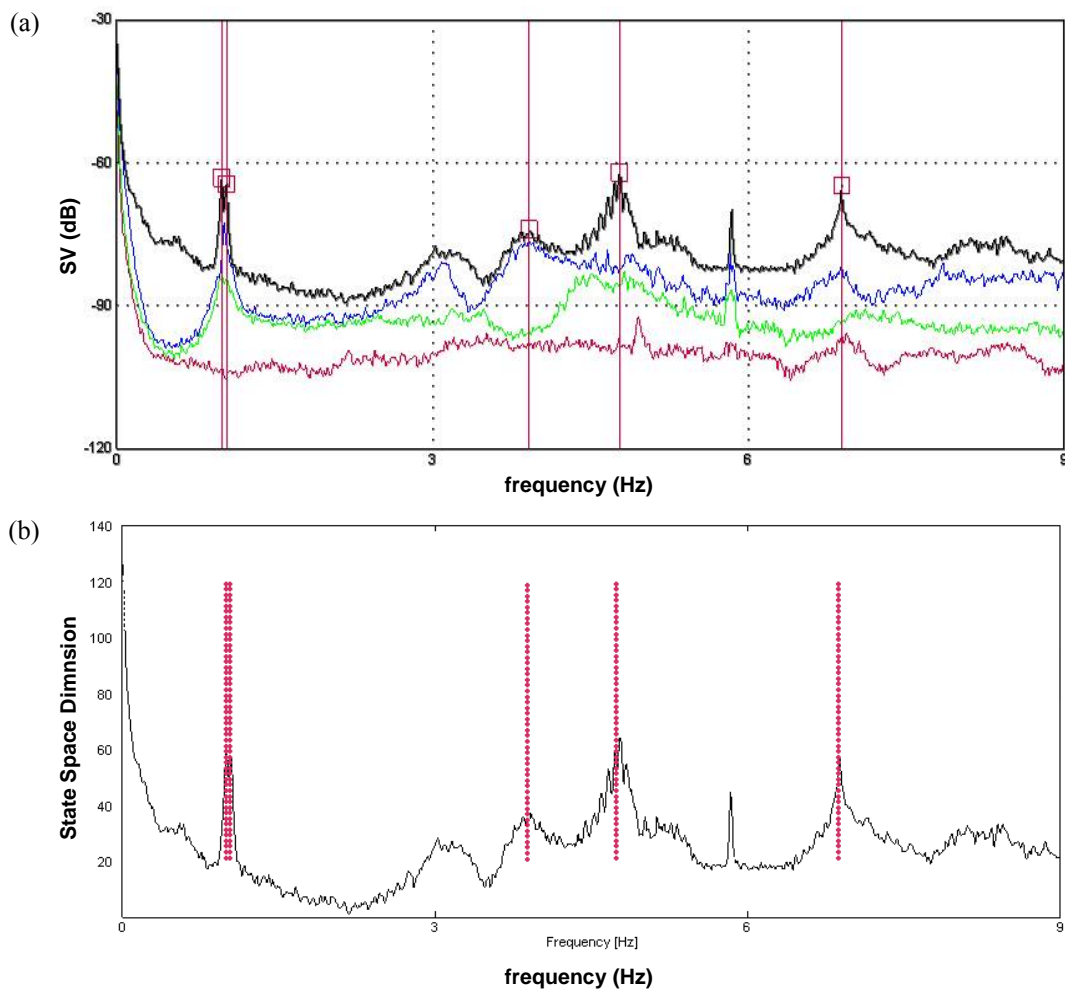 (a)
-30
-60
-90
-120
SV (dB)
0
3
6
9
frequency (Hz)
(b)
140
120
100
80
60
40
20
State Space Dimnsion
0
3
6
9
Frequency [Hz]
frequency (Hz)